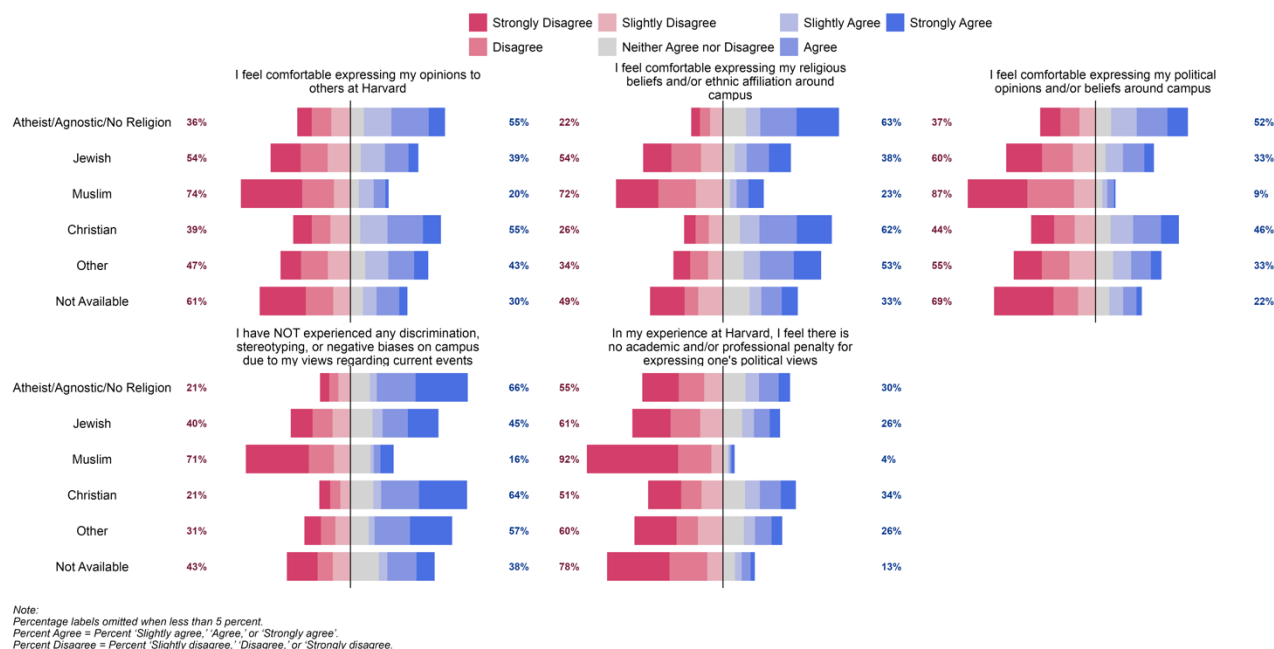 Strongly Disagree Slightly Disagree Slightly Agree Strongly Agree
Disagree Neither Agree nor Disagree Agree
I feel comfortable expressing my opinions to
others at Harvard
I feel comfortable expressing my religious
beliefs and/or ethnic affiliation around
campus
I feel comfortable expressing my political
opinions and/or beliefs around campus
Atheist/Agnostic/No Religion 36% 55% 22% 63% 37% 52%
Jewish 54% 39% 54% 38% 60% 33%
Muslim 74% 20% 72% 23% 87% 9%
Christian 39% 55% 26% 62% 44% 46%
Other 47% 43% 34% 53% 55% 33%
Not Available 61% 30% 49% 33% 69% 22%
I have NOT experienced any discrimination,
stereotyping, or negative biases on campus
due to my views regarding current events
In my experience at Harvard, I feel there is
no academic and/or professional penalty for
expressing one's political views
Atheist/Agnostic/No Religion 21% 66% 55% 30%
Jewish 40% 45% 61% 26%
Muslim 71% 16% 92% 4%
Christian 21% 64% 51% 34%
Other 31% 57% 60% 26%
Not Available 43% 38% 78% 13%
Note:
Percentage labels omitted when less than 5 percent.
Percent Agree = Percent 'Slightly agree,' 'Agree,' or 'Strongly agree'.
Percent Disagree = Percent 'Slightly disagree,' 'Disagree,' or 'Strongly disagree.